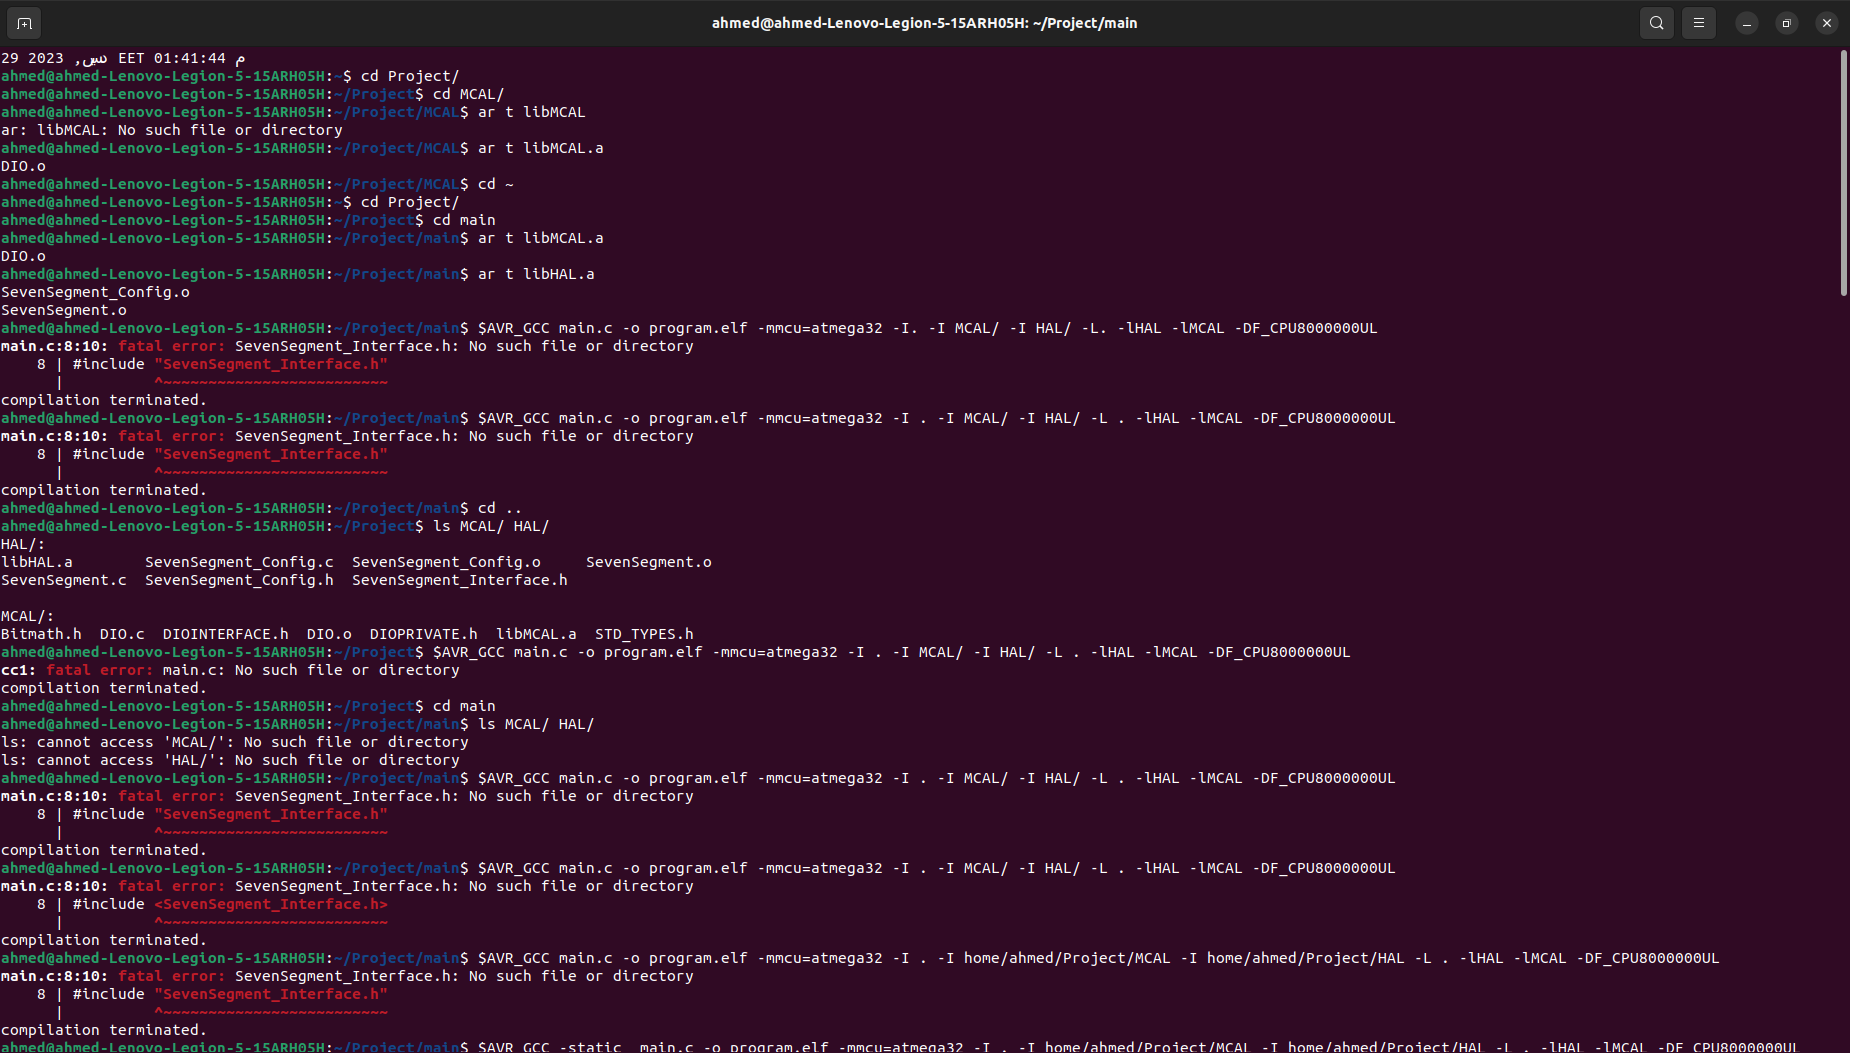 ahmed@ahmed-Lenovo-Legion-5-15ARH05H: ~/Project/main
29 2023 ,ديس EET 01:41:44 م
ahmed@ahmed-Lenovo-Legion-5-15ARH05H:~$ cd Project/
ahmed@ahmed-Lenovo-Legion-5-15ARH05H:~/Project$ cd MCAL/
ahmed@ahmed-Lenovo-Legion-5-15ARH05H:~/Project/MCAL$ ar t libMCAL
ar: libMCAL: No such file or directory
ahmed@ahmed-Lenovo-Legion-5-15ARH05H:~/Project/MCAL$ ar t libMCAL.a
DIO.o
ahmed@ahmed-Lenovo-Legion-5-15ARH05H:~/Project/MCAL$ cd ~
ahmed@ahmed-Lenovo-Legion-5-15ARH05H:~$ cd Project/
ahmed@ahmed-Lenovo-Legion-5-15ARH05H:~/Project$ cd main
ahmed@ahmed-Lenovo-Legion-5-15ARH05H:~/Project/main$ ar t libMCAL.a
DIO.o
ahmed@ahmed-Lenovo-Legion-5-15ARH05H:~/Project/main$ ar t libHAL.a
SevenSegment_Config.o
SevenSegment.o
ahmed@ahmed-Lenovo-Legion-5-15ARH05H:~/Project/main$ $AVR_GCC main.c -o program.elf -mmcu=atmega32 -I. -I MCAL/ -I HAL/ -L. -lHAL -lMCAL -DF_CPU8000000UL
main.c:8:10: fatal error: SevenSegment_Interface.h: No such file or directory
    8 | #include "SevenSegment_Interface.h"
      |          ^~~~~~~~~~~~~~~~~~~~~~~~~~
compilation terminated.
ahmed@ahmed-Lenovo-Legion-5-15ARH05H:~/Project/main$ $AVR_GCC main.c -o program.elf -mmcu=atmega32 -I . -I MCAL/ -I HAL/ -L . -lHAL -lMCAL -DF_CPU8000000UL
main.c:8:10: fatal error: SevenSegment_Interface.h: No such file or directory
    8 | #include "SevenSegment_Interface.h"
      |          ^~~~~~~~~~~~~~~~~~~~~~~~~~
compilation terminated.
ahmed@ahmed-Lenovo-Legion-5-15ARH05H:~/Project/main$ cd ..
ahmed@ahmed-Lenovo-Legion-5-15ARH05H:~/Project$ ls MCAL/ HAL/
HAL/:
libHAL.a        SevenSegment_Config.c  SevenSegment_Config.o     SevenSegment.o
SevenSegment.c  SevenSegment_Config.h  SevenSegment_Interface.h

MCAL/:
Bitmath.h  DIO.c  DIOINTERFACE.h  DIO.o  DIOPRIVATE.h  libMCAL.a  STD_TYPES.h
ahmed@ahmed-Lenovo-Legion-5-15ARH05H:~/Project$ $AVR_GCC main.c -o program.elf -mmcu=atmega32 -I . -I MCAL/ -I HAL/ -L . -lHAL -lMCAL -DF_CPU8000000UL
cc1: fatal error: main.c: No such file or directory
compilation terminated.
ahmed@ahmed-Lenovo-Legion-5-15ARH05H:~/Project$ cd main
ahmed@ahmed-Lenovo-Legion-5-15ARH05H:~/Project/main$ ls MCAL/ HAL/
ls: cannot access 'MCAL/': No such file or directory
ls: cannot access 'HAL/': No such file or directory
ahmed@ahmed-Lenovo-Legion-5-15ARH05H:~/Project/main$ $AVR_GCC main.c -o program.elf -mmcu=atmega32 -I . -I MCAL/ -I HAL/ -L . -lHAL -lMCAL -DF_CPU8000000UL
main.c:8:10: fatal error: SevenSegment_Interface.h: No such file or directory
    8 | #include "SevenSegment_Interface.h"
      |          ^~~~~~~~~~~~~~~~~~~~~~~~~~
compilation terminated.
ahmed@ahmed-Lenovo-Legion-5-15ARH05H:~/Project/main$ $AVR_GCC main.c -o program.elf -mmcu=atmega32 -I . -I MCAL/ -I HAL/ -L . -lHAL -lMCAL -DF_CPU8000000UL
main.c:8:10: fatal error: SevenSegment_Interface.h: No such file or directory
    8 | #include <SevenSegment_Interface.h>
      |          ^~~~~~~~~~~~~~~~~~~~~~~~~~
compilation terminated.
ahmed@ahmed-Lenovo-Legion-5-15ARH05H:~/Project/main$ $AVR_GCC main.c -o program.elf -mmcu=atmega32 -I . -I home/ahmed/Project/MCAL -I home/ahmed/Project/HAL -L . -lHAL -lMCAL -DF_CPU8000000UL
main.c:8:10: fatal error: SevenSegment_Interface.h: No such file or directory
    8 | #include "SevenSegment_Interface.h"
      |          ^~~~~~~~~~~~~~~~~~~~~~~~~~
compilation terminated.
ahmed@ahmed-Lenovo-Legion-5-15ARH05H:~/Project/main$ $AVR_GCC -static  main.c -o program.elf -mmcu=atmega32 -I . -I home/ahmed/Project/MCAL -I home/ahmed/Project/HAL -L . -lHAL -lMCAL -DF_CPU8000000UL